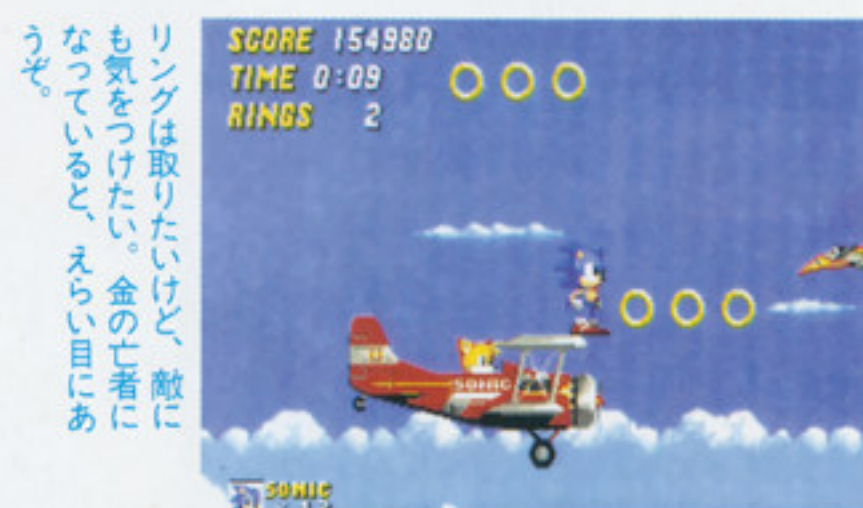 リングは取りたいけど、敵に
も気をつけたい。金の亡者に
なっていると、えらい目にあ
うぞ。
SCORE 154980
TIME 0:09
RINGS 2
SONIC
SONIC